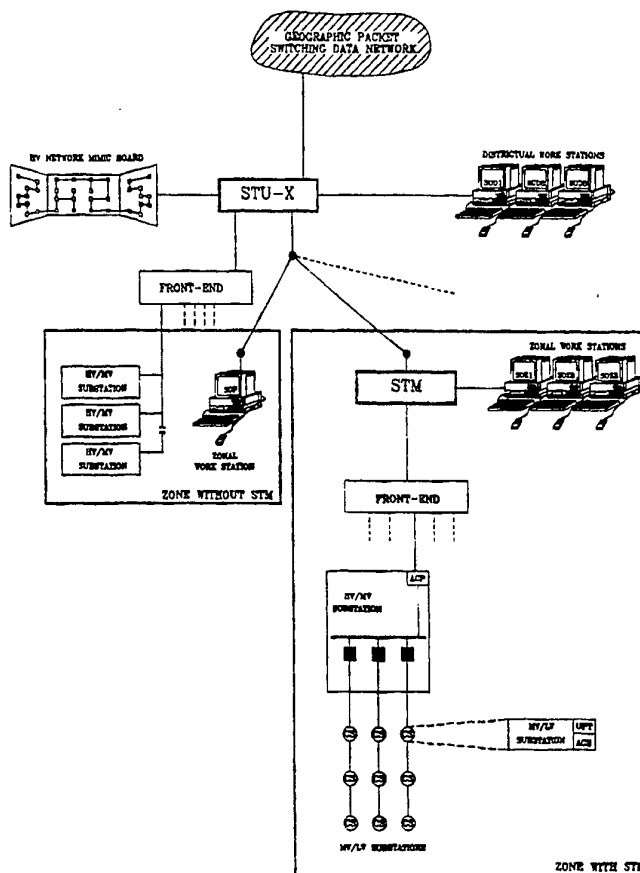 GEOGRAPHIC PACKET
SWITCHING DATA NETWORK
HV NETWORK MIMIC BOARD
DISTRICTUAL WORK STATIONS
STU-X
FRONT-END
ZONAL WORK STATIONS
HV/MV
SUBSTATION
HV/MV
SUBSTATION
HV/MV
SUBSTATION
ZONAL
WORK STATION
STM
ZONE WITHOUT STM
FRONT-END
ACP
HV/MV
SUBSTATION
MV/LV
SUBSTATION
UPT
ACS
MV/LV SUBSTATIONS
ZONE WITH ST